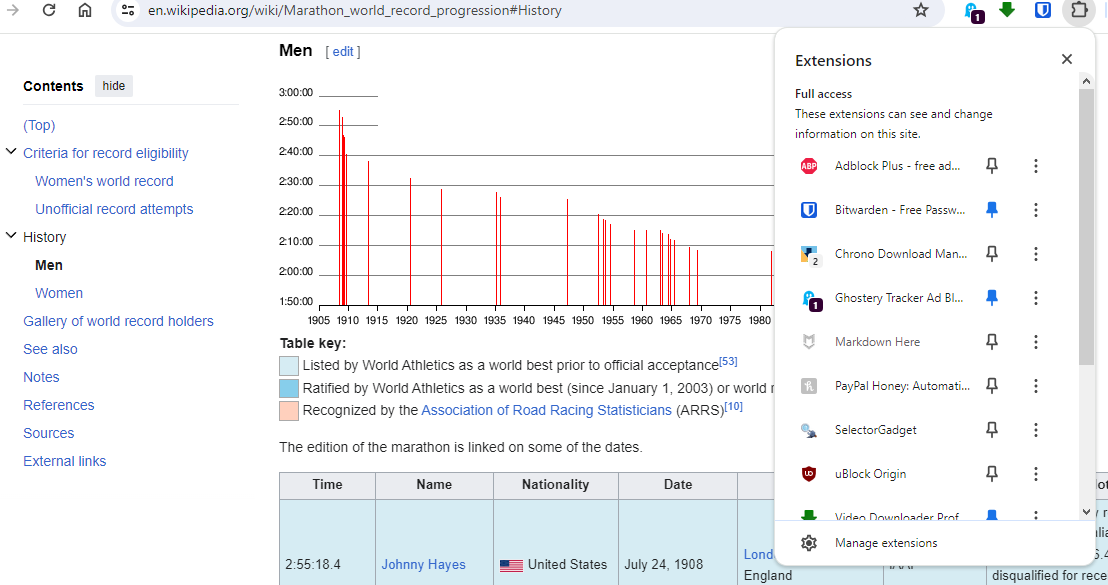 en.wikipedia.org/wiki/Marathon_world_record_progression#History
1
Contents
hide
(Top)
Criteria for record eligibility
Women's world record
Unofficial record attempts
History
Men
Women
Gallery of world record holders
See also
Notes
References
Sources
External links
Men [ edit ]
3:00:00
2:50:00
2:40:00
2:30:00
2:20:00
2:10:00
2:00:00
1:50:00
1905 1910 1915 1920 1925 1930 1935 1940 1945 1950 1955 1960 1965 1970 1975 1980
Table key:
Listed by World Athletics as a world best prior to official acceptance[53]
Ratified by World Athletics as a world best (since January 1, 2003) or world
Recognized by the Association of Road Racing Statisticians (ARRS)[10]
The edition of the marathon is linked on some of the dates.
Time Name Nationality Date
2:55:18.4 Johnny Hayes United States July 24, 1908
England
disqualified for rece
Extensions
Full access
These extensions can see and change
information on this site.
ABP Adblock Plus - free ad...
Bitwarden - Free Passw...
2 Chrono Download Man...
1 Ghostery Tracker Ad Bl...
Markdown Here
PayPal Honey: Automati...
SelectorGadget
uBlock Origin
Video Downloader Prof
Manage extensions